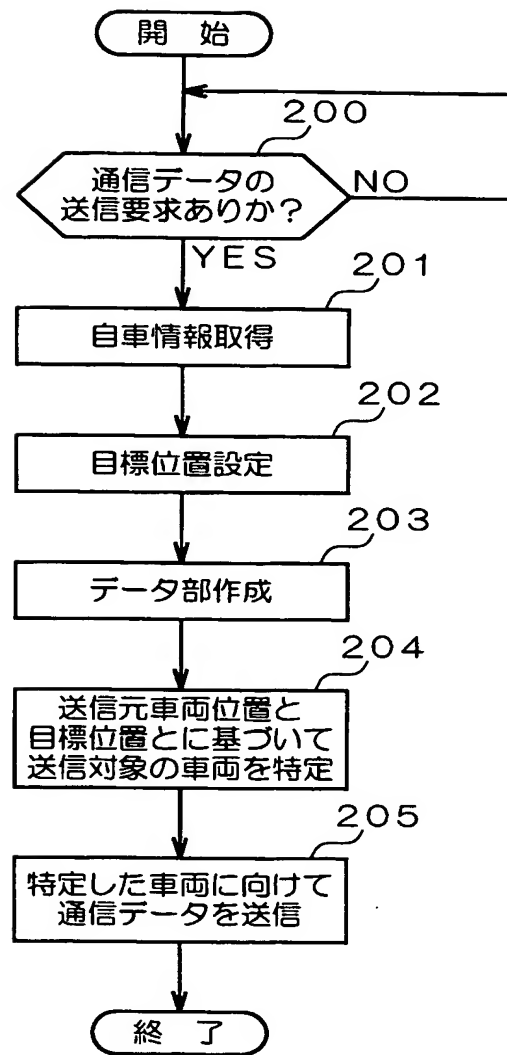 開 始
200
通信データの
送信要求ありか?
NO
YES
201
自車情報取得
202
目標位置設定
203
データ部作成
204
送信元車両位置と
目標位置とに基づいて
送信対象の車両を特定
205
特定した車両に向けて
通信データを送信
終 了